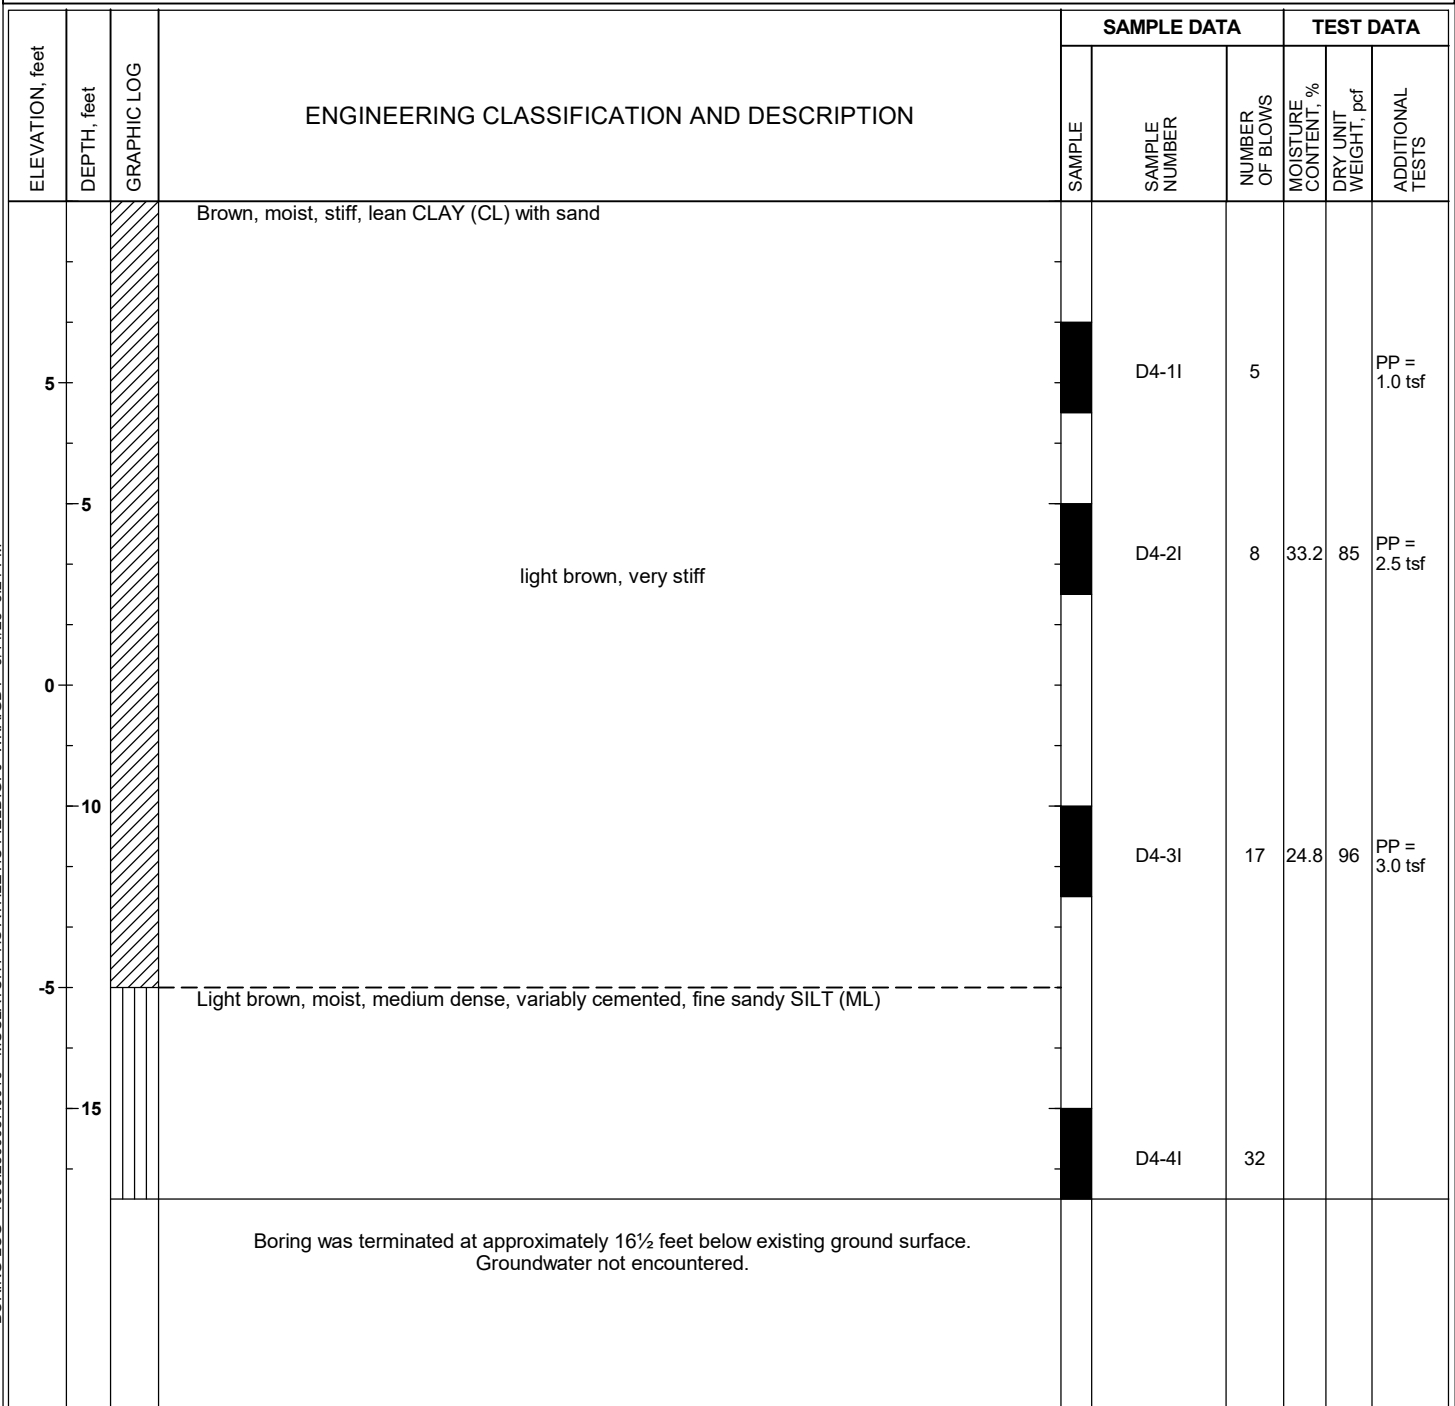 SAMPLE DATA
TEST DATA
ELEVATION, feet
DEPTH, feet
GRAPHIC LOG
ENGINEERING CLASSIFICATION AND DESCRIPTION
SAMPLE
SAMPLE
NUMBER
NUMBER
OF BLOWS
MOISTURE
CONTENT, %
DRY UNIT
WEIGHT, pcf
ADDITIONAL
TESTS
Brown, moist, stiff, lean CLAY (CL) with sand
5
D4-1I 5 PP =
1.0 tsf
5
light brown, very stiff
D4-2I 8 33.2 85 PP =
2.5 tsf
0
10
D4-3I 17 24.8 96 PP =
3.0 tsf
-5
Light brown, moist, medium dense, variably cemented, fine sandy SILT (ML)
15
D4-4I 32
Boring was terminated at approximately 16½ feet below existing ground surface.
Groundwater not encountered.